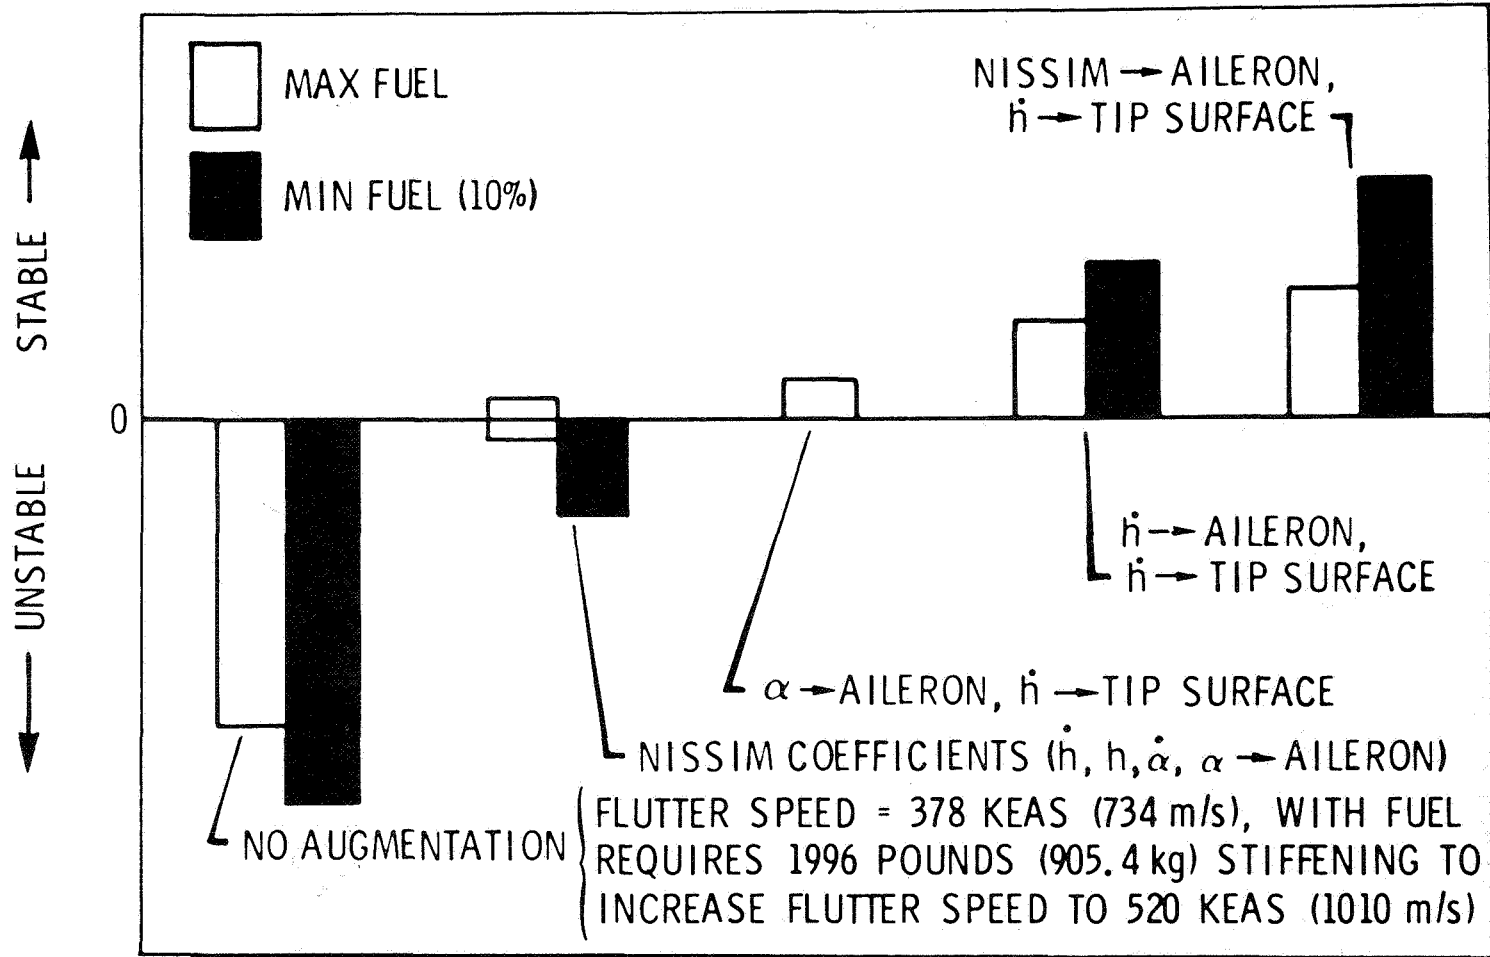 MAX FUEL
MIN FUEL (10%)
NISSIM → AILERON,
ḣ → TIP SURFACE
STABLE →
0
← UNSTABLE
ḣ → AILERON,
ḣ → TIP SURFACE
α → AILERON, ḣ → TIP SURFACE
NISSIM COEFFICIENTS (ḣ, h, α̇, α → AILERON)
NO AUGMENTATION
FLUTTER SPEED = 378 KEAS (734 m/s), WITH FUEL
REQUIRES 1996 POUNDS (905.4 kg) STIFFENING TO
INCREASE FLUTTER SPEED TO 520 KEAS (1010 m/s)